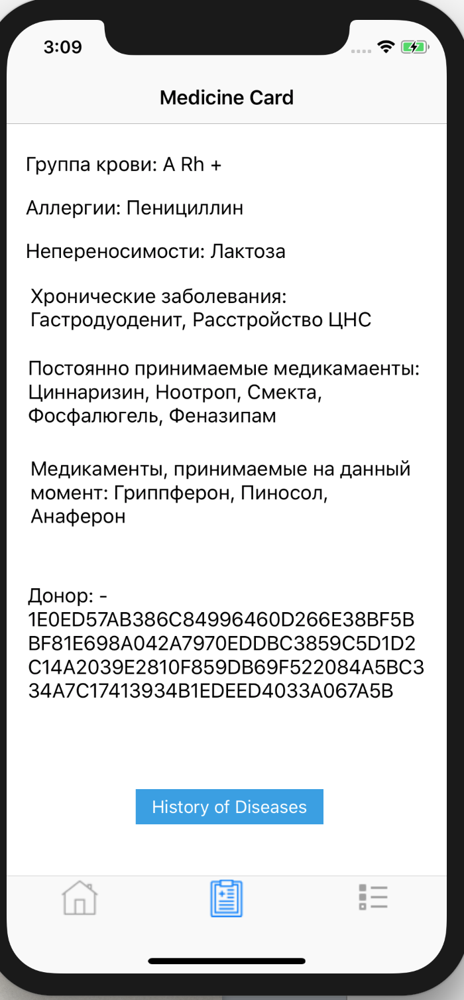 3:09
Medicine Card
Группа крови: A Rh +
Аллергии: Пенициллин
Непереносимости: Лактоза
Хронические заболевания:
Гастродуоденит, Расстройство ЦНС
Постоянно принимаемые медикамаенты:
Циннаризин, Ноотроп, Смекта,
Фосфалюгель, Феназипам
Медикаменты, принимаемые на данный
момент: Гриппферон, Пиносол,
Анаферон
Донор: -
1E0ED57AB386C84996460D266E38BF5B
BF81E698A042A7970EDDBC3859C5D1D2
C14A2039E2810F859DB69F522084A5BC3
34A7C17413934B1EDEED4033A067A5B
History of Diseases